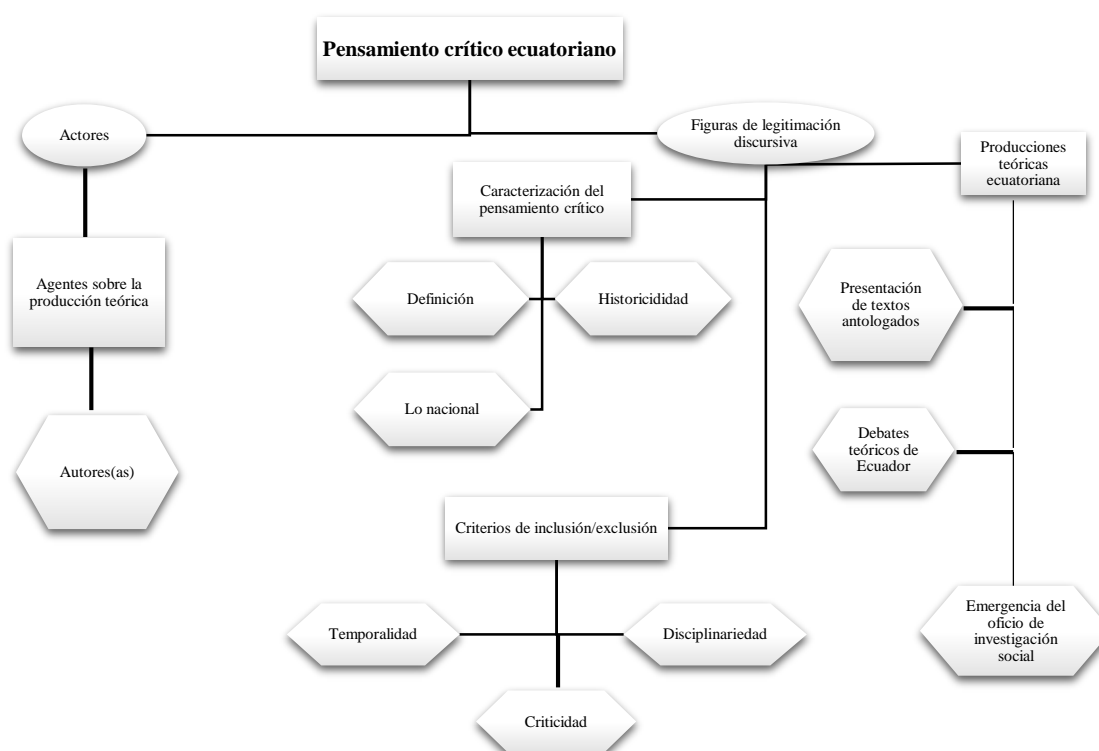 Pensamiento crítico ecuatoriano
Actores
Figuras de legitimación
discursiva
Producciones
teóricas
ecuatoriana
Caracterización del
pensamiento crítico
Agentes sobre la
producción teórica
Definición
Historicididad
Presentación
de textos
antologados
Lo nacional
Debates
teóricos de
Ecuador
Autores(as)
Criterios de inclusión/exclusión
Temporalidad
Disciplinariedad
Emergencia del
oficio de
investigación
social
Criticidad